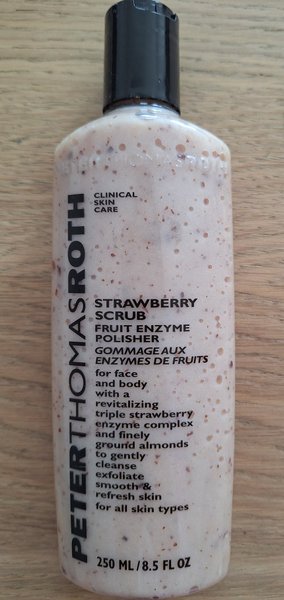 PETERTHOMASROTH
CLINICAL
SKIN
CARE
STRAWBERRY
SCRUB
FRUIT ENZYME
POLISHER
GOMMAGE AUX
ENZYMES DE FRUITS
for face
and body
with a
revitalizing
triple strawberry
enzyme complex
and finely
ground almonds
to gently
cleanse
exfoliate
smooth &
refresh skin
for all skin types
250 ML/8.5 FL OZ